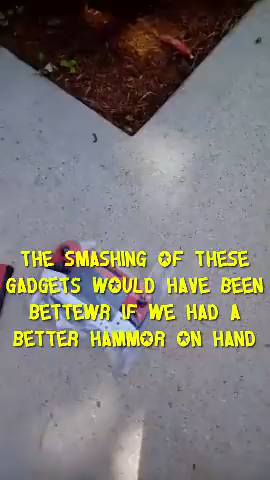 THE SMASHING OF THESE
GADGETS WOULD HAVE BEEN
BETTEWR IF WE HAD A
BETTER HAMMOR ON HAND